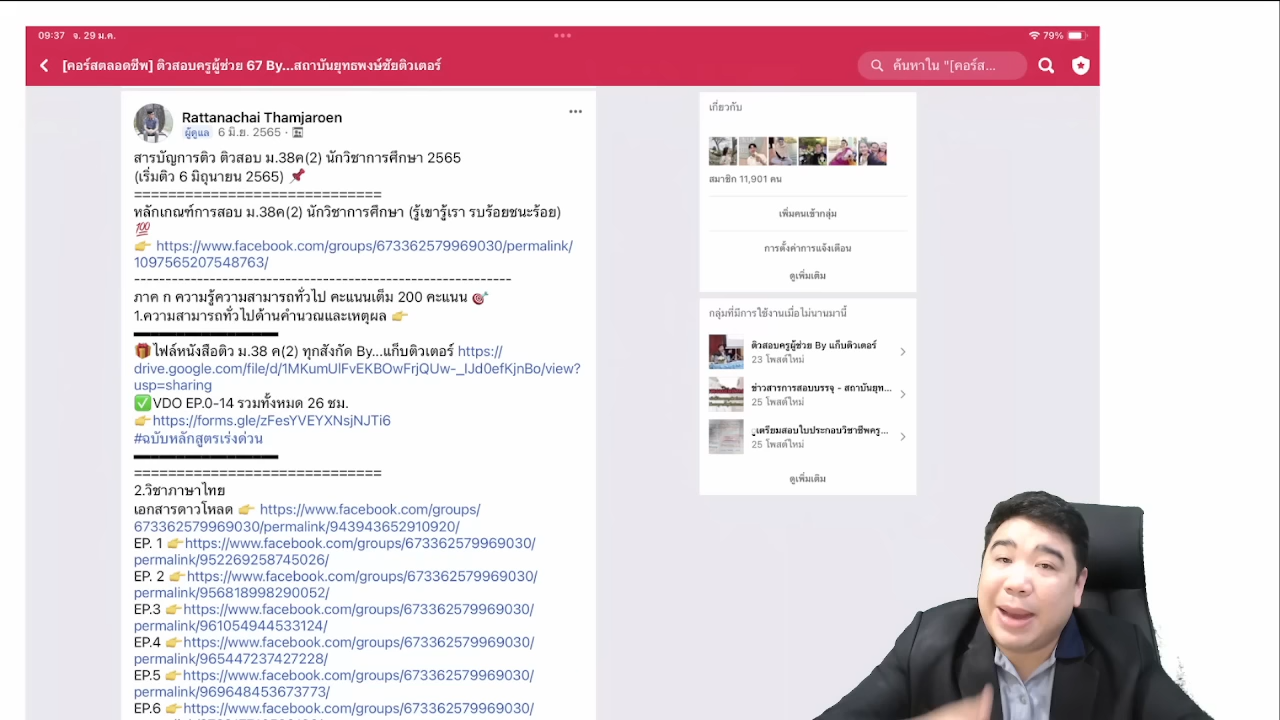 09:37 จ. 29 ม.ค.
79%
[คอร์สตลอดชีพ] ติวสอบครูผู้ช่วย 67 By...สถาบันยุทธพงษ์ชัยติวเตอร์
ค้นหาใน "[คอร์ส...
Rattanachai Thamjaroen
ผู้ดูแล 6 มิ.ย. 2565
สารบัญการติว ติวสอบ ม.38ค(2) นักวิชาการศึกษา 2565
(เริ่มติว 6 มิถุนายน 2565) 📌
==============================
หลักเกณฑ์การสอบ ม.38ค(2) นักวิชาการศึกษา (รู้เขารู้เรา รบร้อยชนะร้อย)
💯
👉 https://www.facebook.com/groups/673362579969030/permalink/
1097565207548763/
------------------------------------------------------------
ภาค ก ความรู้ความสามารถทั่วไป คะแนนเต็ม 200 คะแนน 🎯
1.ความสามารถทั่วไปด้านคำนวณและเหตุผล 👉
🎁ไฟล์หนังสือติว ม.38 ค(2) ทุกสังกัด By...แก็บติวเตอร์ https://
drive.google.com/file/d/1MKumUlFvEKBOwFrjQUw-_IJd0efKjnBo/view?
usp=sharing
✅VDO EP.0-14 รวมทั้งหมด 26 ชม.
👉https://forms.gle/zFesYVEYXNsjNJTi6
#ฉบับหลักสูตรเร่งด่วน
==============================
2.วิชาภาษาไทย
เอกสารดาวโหลด 👉 https://www.facebook.com/groups/
673362579969030/permalink/943943652910920/
EP. 1 👉https://www.facebook.com/groups/673362579969030/
permalink/952269258745026/
EP. 2 👉https://www.facebook.com/groups/673362579969030/
permalink/956818998290052/
EP.3 👉https://www.facebook.com/groups/673362579969030/
permalink/961054944533124/
EP.4 👉https://www.facebook.com/groups/673362579969030/
permalink/965447237427228/
EP.5 👉https://www.facebook.com/groups/673362579969030/
permalink/969648453673773/
EP.6 👉https://www.facebook.com/groups/673362579969030/
เกี่ยวกับ
สมาชิก 11,901 คน
เพิ่มคนเข้ากลุ่ม
การตั้งค่าการแจ้งเตือน
ดูเพิ่มเติม
กลุ่มที่มีการใช้งานเมื่อไม่นานมานี้
ติวสอบครูผู้ช่วย By แก็บติวเตอร์
23 โพสต์ใหม่
ข่าวสารการสอบบรรจุ - สถาบันยุท...
25 โพสต์ใหม่
เตรียมสอบใบประกอบวิชาชีพครู...
25 โพสต์ใหม่
ดูเพิ่มเติม